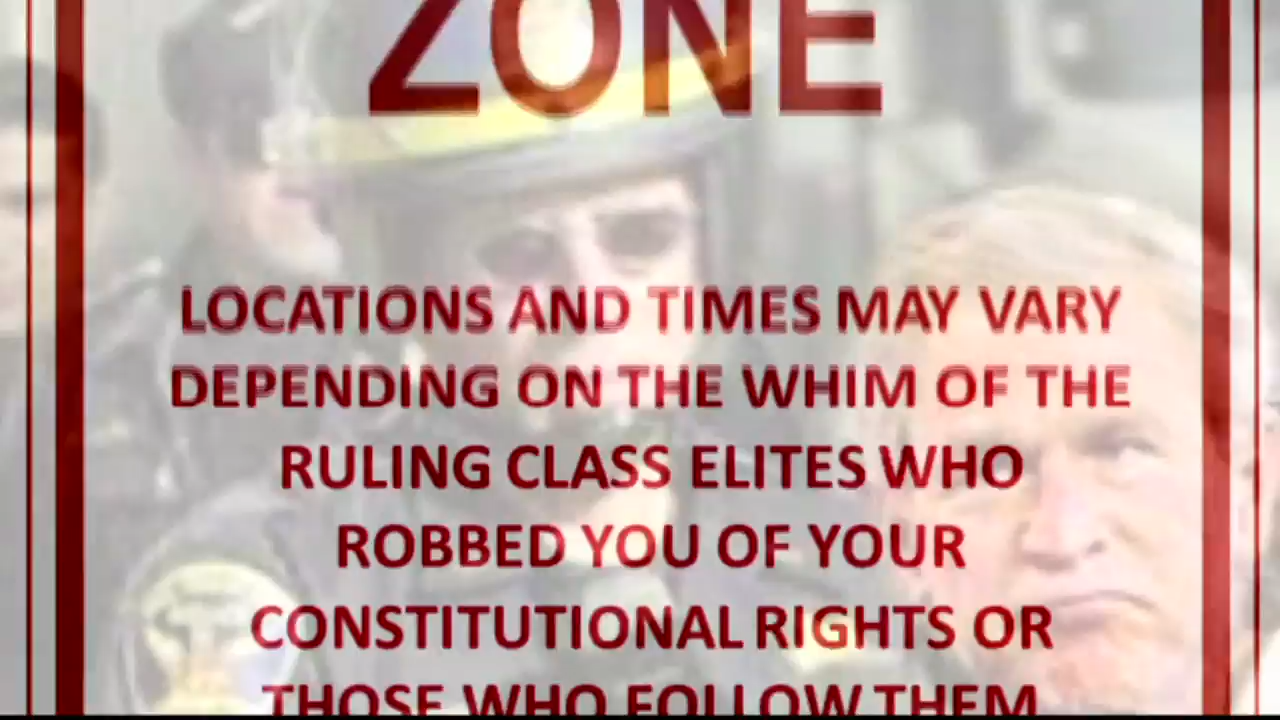 ZONE
LOCATIONS AND TIMES MAY VARY
DEPENDING ON THE WHIM OF THE
RULING CLASS ELITES WHO
ROBBED YOU OF YOUR
CONSTITUTIONAL RIGHTS OR
THOSE WHO FOLLOW THEM